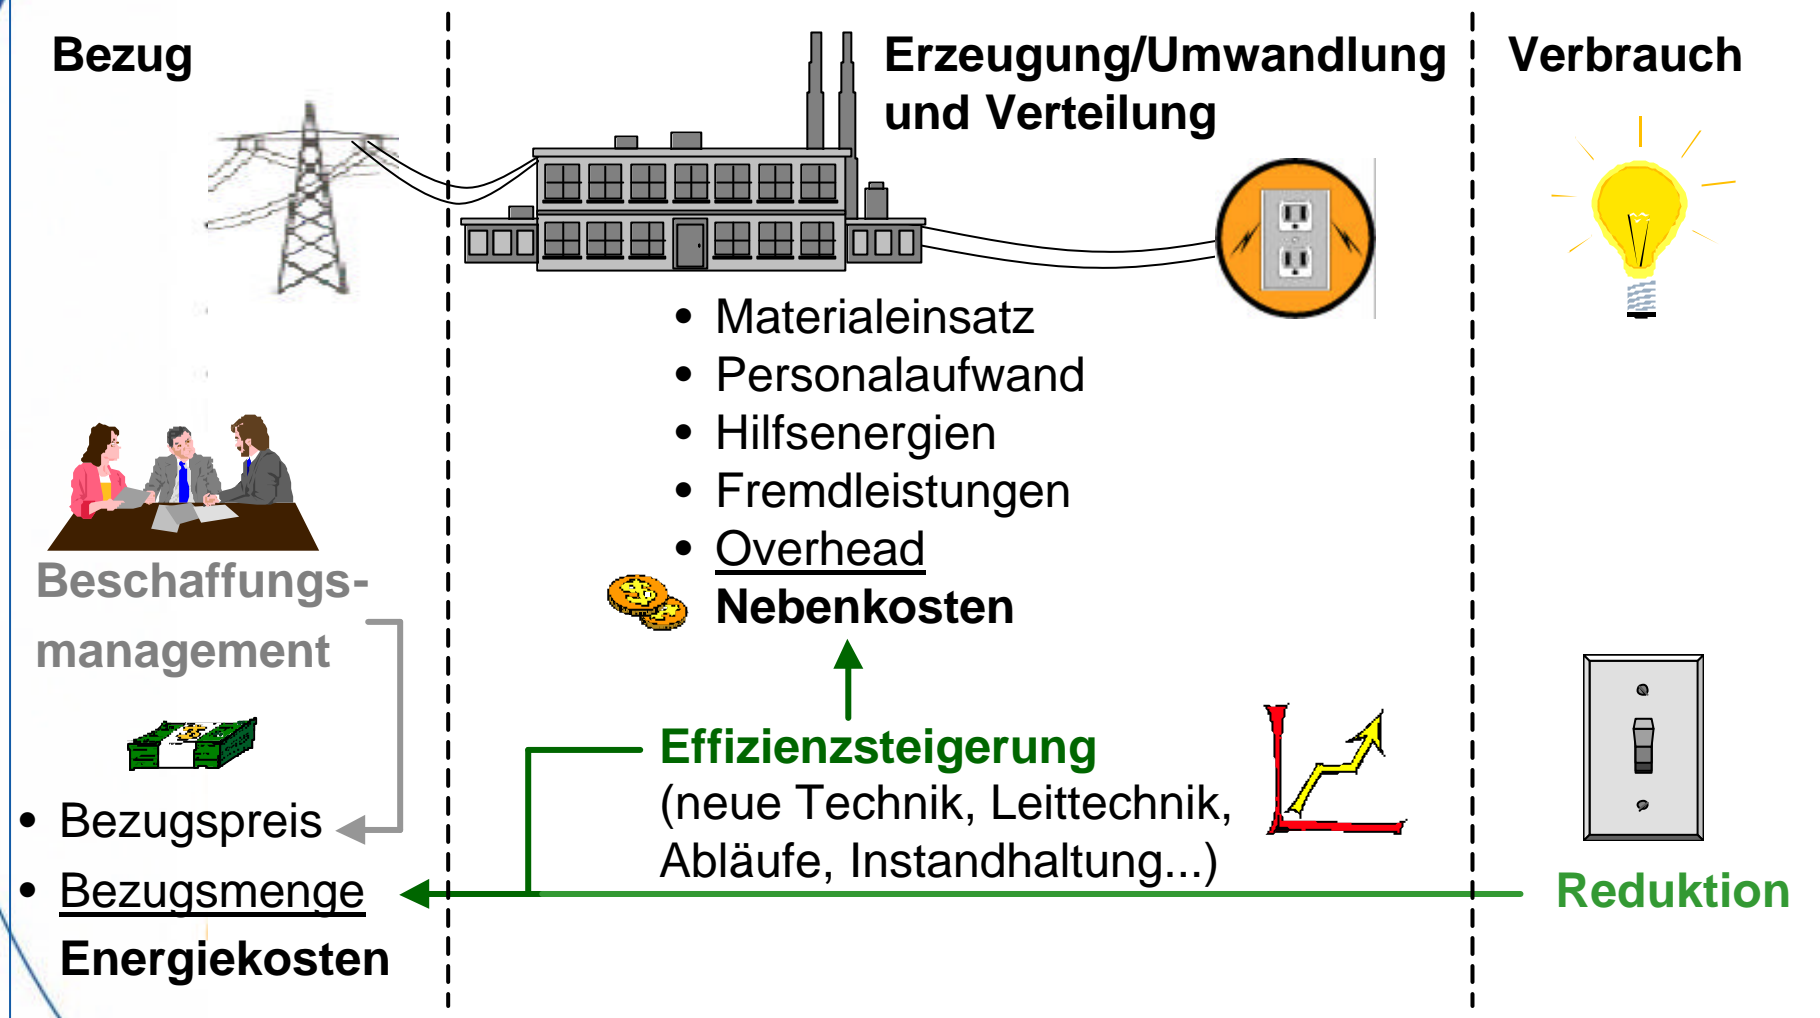 Bezug
Erzeugung/Umwandlung
und Verteilung
Verbrauch
• Materialeinsatz
• Personalaufwand
• Hilfsenergien
• Fremdleistungen
• Overhead
Nebenkosten
Beschaffungs-
management
Effizienzsteigerung
(neue Technik, Leittechnik,
Abläufe, Instandhaltung...)
• Bezugspreis
• Bezugsmenge
Energiekosten
Reduktion